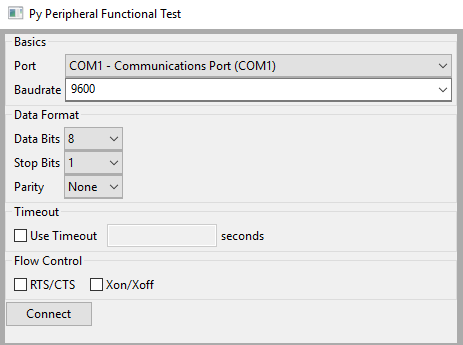 Py Peripheral Functional Test
Basics
Port COM1 - Communications Port (COM1)
Baudrate 9600
Data Format
Data Bits 8
Stop Bits 1
Parity None
Timeout
Use Timeout seconds
Flow Control
RTS/CTS Xon/Xoff
Connect